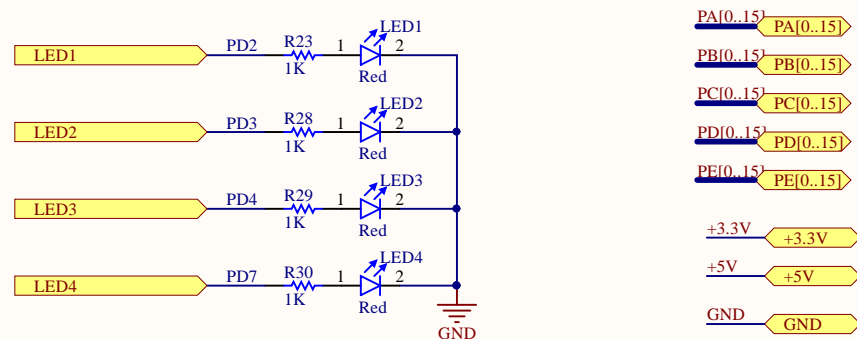 LED1 PD2 R23 1K 1 2 LED1 Red
LED2 PD3 R28 1K 1 2 LED2 Red
LED3 PD4 R29 1K 1 2 LED3 Red
LED4 PD7 R30 1K 1 2 LED4 Red
GND
PA[0..15] PA[0..15]
PB[0..15] PB[0..15]
PC[0..15] PC[0..15]
PD[0..15] PD[0..15]
PE[0..15] PE[0..15]
+3.3V +3.3V
+5V +5V
GND GND